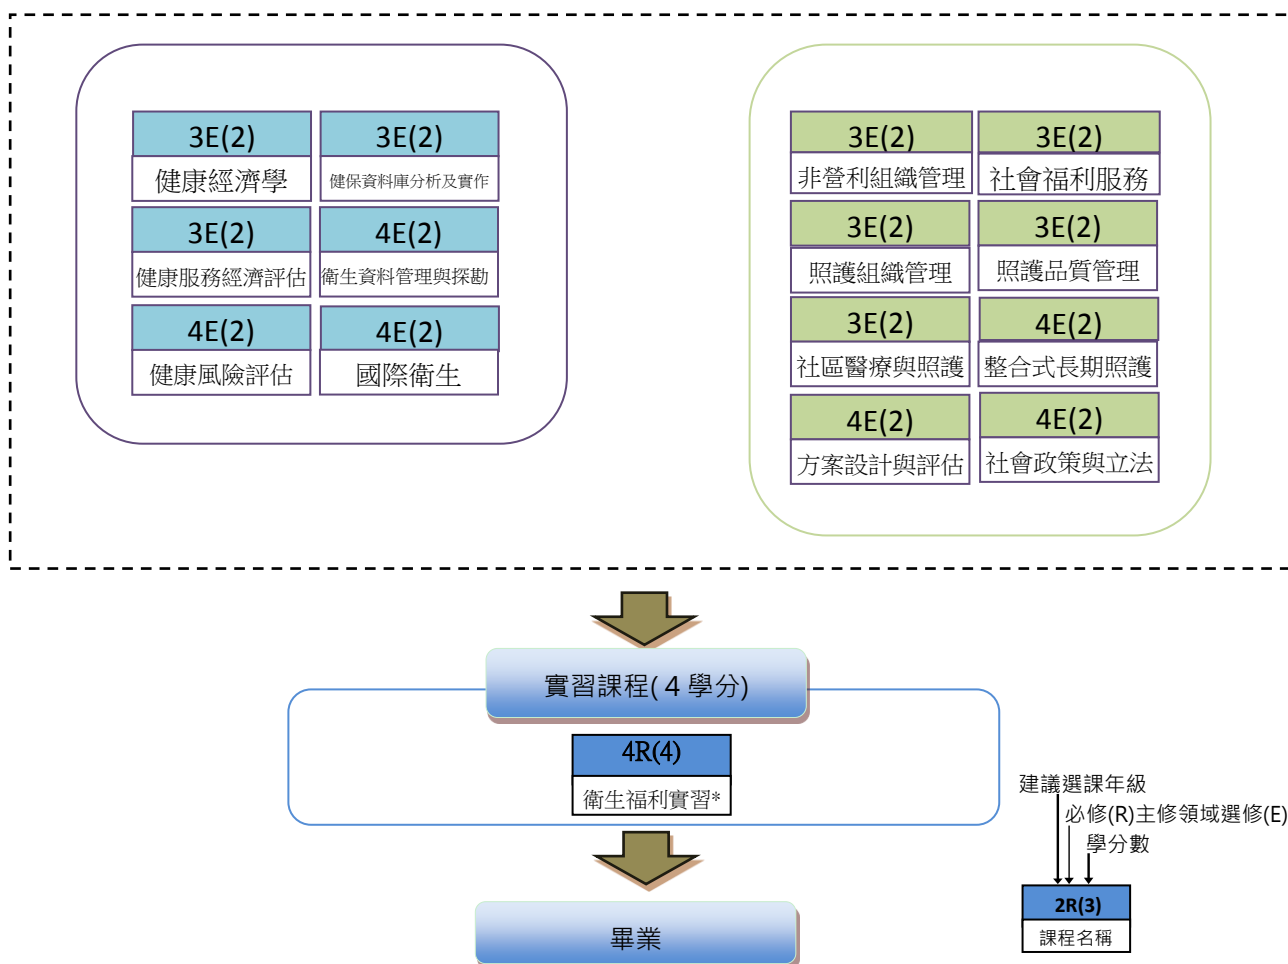 3E(2)
健康經濟學
3E(2)
健保資料庫分析及實作
3E(2)
健康服務經濟評估
4E(2)
衛生資料管理與探勘
4E(2)
健康風險評估
4E(2)
國際衛生
3E(2)
非營利組織管理
3E(2)
社會福利服務
3E(2)
照護組織管理
3E(2)
照護品質管理
3E(2)
社區醫療與照護
4E(2)
整合式長期照護
4E(2)
方案設計與評估
4E(2)
社會政策與立法
實習課程( 4 學分)
4R(4)
衛生福利實習*
畢業
建議選課年級
必修(R)主修領域選修(E)
學分數
2R(3)
課程名稱